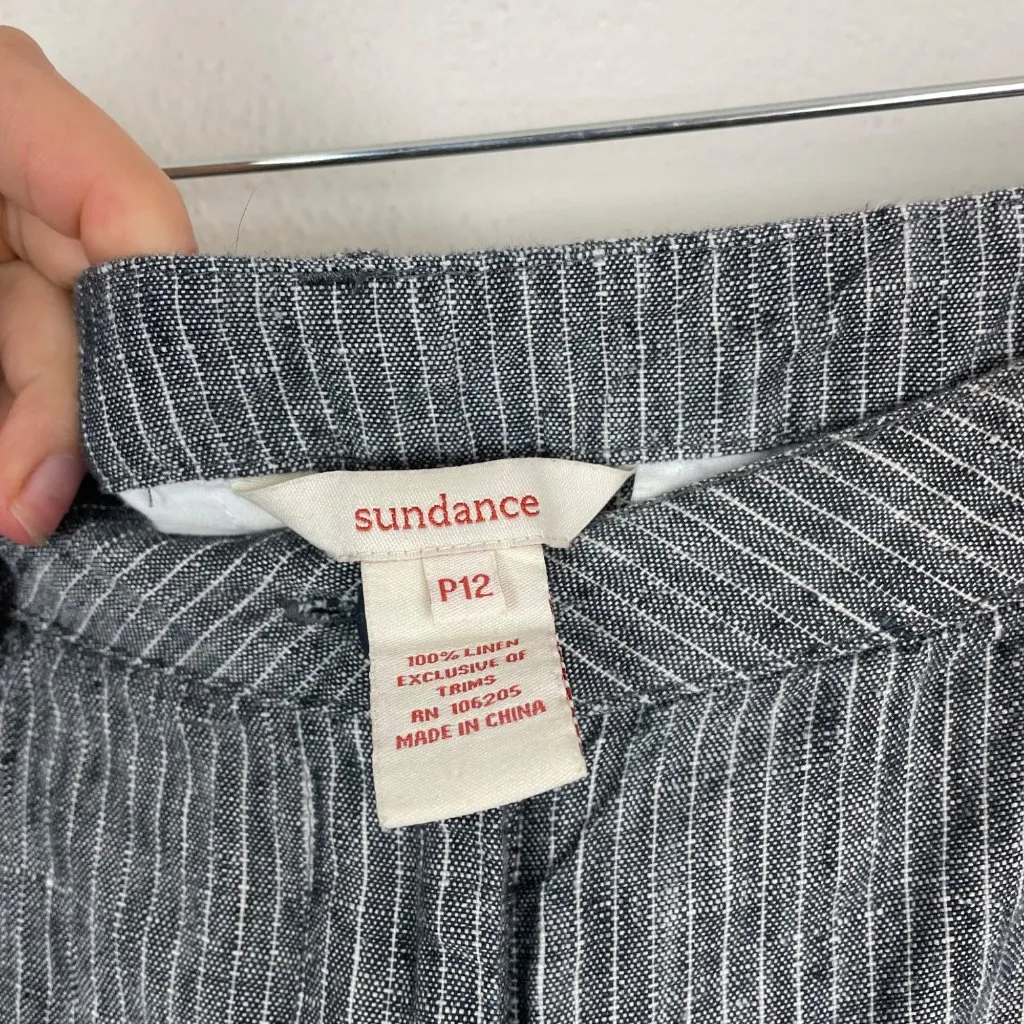 sundance
P12
100% LINEN
EXCLUSIVE OF
TRIMS
RN 106205
MADE IN CHINA